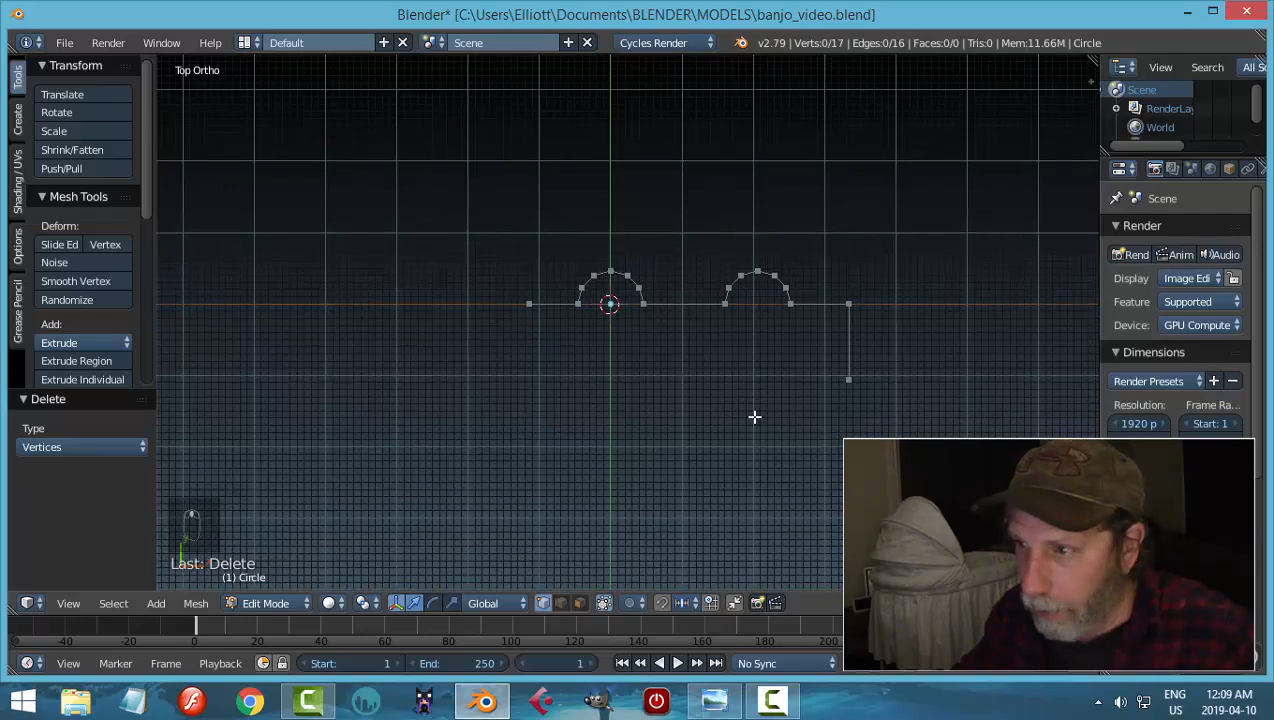 Blender* [C:\Users\Elliott\Documents\BLENDER\MODELS\banjo_video.blend]
File Render Window Help Default Scene Cycles Render v2.79 | Verts:0/17 | Edges:0/16 | Faces:0/0 | Tris:0 | Mem:11.66M | Circle
Transform
Translate
Rotate
Scale
Shrink/Fatten
Push/Pull
Mesh Tools
Deform:
Slide Ed Vertex
Noise
Smooth Vertex
Randomize
Add:
Extrude
Extrude Region
Extrude Individual
Delete
Type
Vertices
Tools
Create
Shading / UVs
Options
Grease Pencil
Top Ortho
Last: Delete
(1) Circle
View Search All Sc
Scene
RenderLay
World
Scene
Render
Rend Anim Audio
Display Image Edi
Feature Supported
Device: GPU Compute
Dimensions
Render Presets
Resolution: Frame Ra...
1920 p Start: 1
View Select Add Mesh Edit Mode Global
-40 -20 0 20 40 60 80 100 120 140 160 180 200
View Marker Frame Playback Start: 1 End: 250 1 No Sync
ENG 12:09 AM
US 2019-04-10